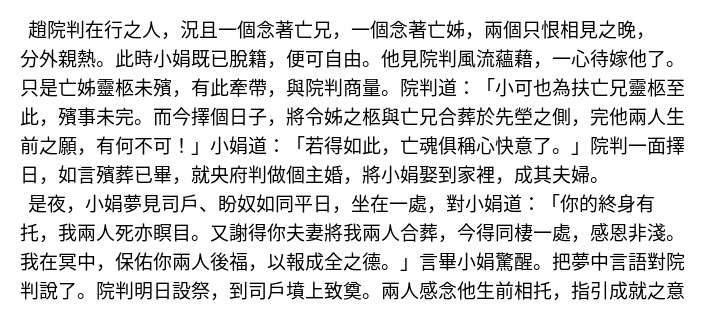 趙院判在行之人，況且一個念著亡兄，一個念著亡姊，兩個只恨相見之晚，
分外親熱。此時小娟既已脫籍，便可自由。他見院判風流蘊藉，一心待嫁他了。
只是亡姊靈柩未殯，有此牽帶，與院判商量。院判道：「小可也為扶亡兄靈柩至
此，殯事未完。而今擇個日子，將令姊之柩與亡兄合葬於先塋之側，完他兩人生
前之願，有何不可！」小娟道：「若得如此，亡魂俱稱心快意了。」院判一面擇
日，如言殯葬已畢，就央府判做個主婚，將小娟娶到家裡，成其夫婦。
是夜，小娟夢見司戶、盼奴如同平日，坐在一處，對小娟道：「你的終身有
托，我兩人死亦瞑目。又謝得你夫妻將我兩人合葬，今得同棲一處，感恩非淺。
我在冥中，保佑你兩人後福，以報成全之德。」言畢小娟驚醒。把夢中言語對院
判說了。院判明日設祭，到司戶墳上致奠。兩人感念他生前相托，指引成就之意